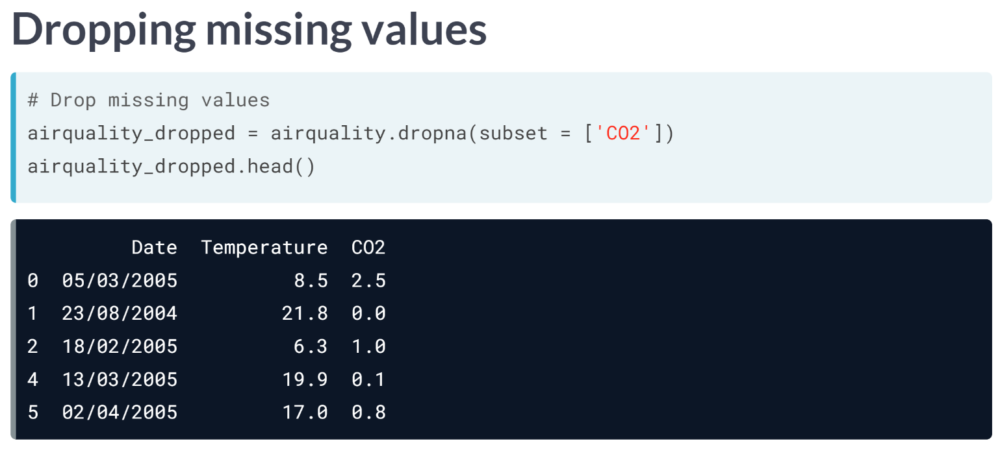 Dropping missing values
# Drop missing values
airquality_dropped = airquality.dropna(subset = ['CO2'])
airquality_dropped.head()
         Date  Temperature  CO2
0  05/03/2005          8.5  2.5
1  23/08/2004         21.8  0.0
2  18/02/2005          6.3  1.0
4  13/03/2005         19.9  0.1
5  02/04/2005         17.0  0.8